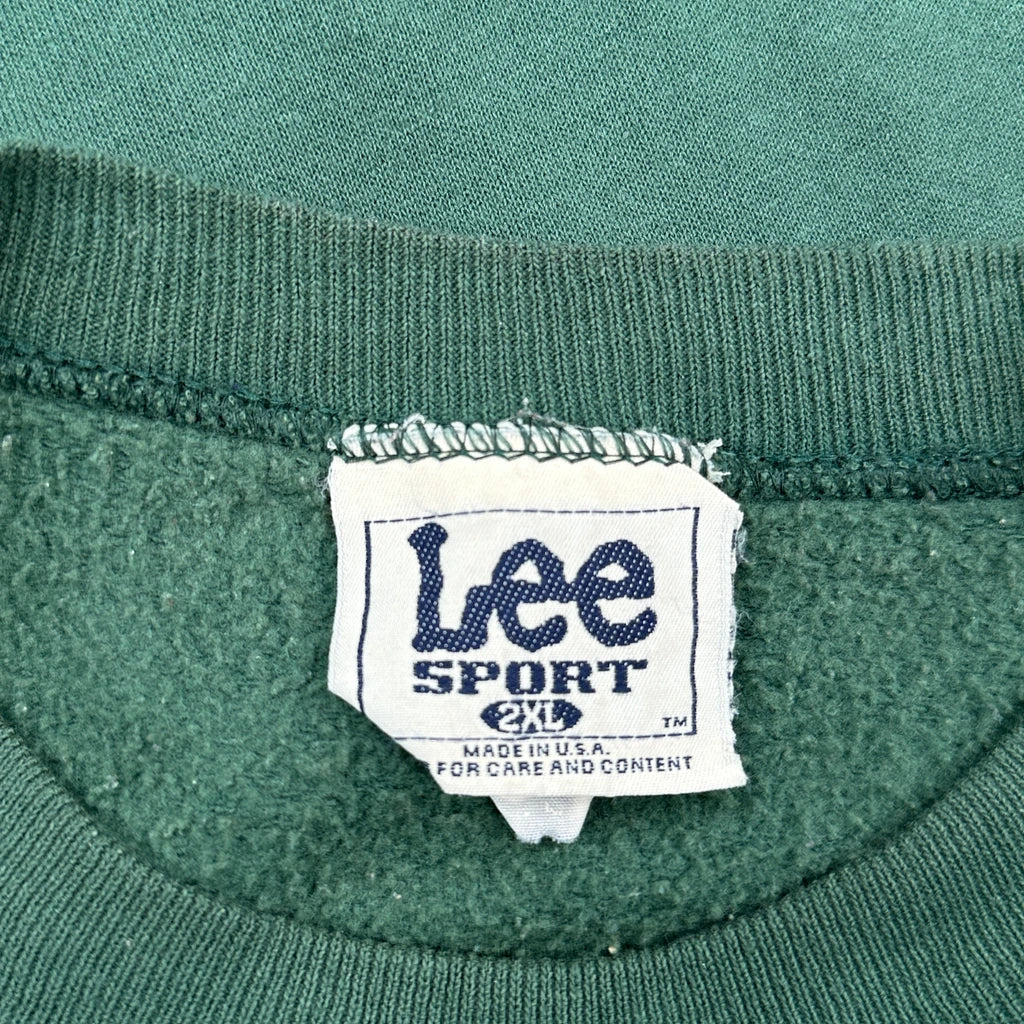 Lee
SPORT
2XL
TM
MADE IN U.S.A.
FOR CARE AND CONTENT